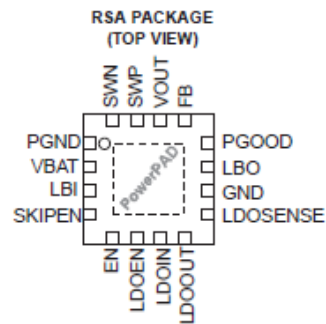 RSA PACKAGE
(TOP VIEW)
SWN
SWP
VOUT
FB
PGND
VBAT
LBI
SKIPEN
PowerPAD
PGOOD
LBO
GND
LDOSENSE
EN
LDOEN
LDOIN
LDOOUT